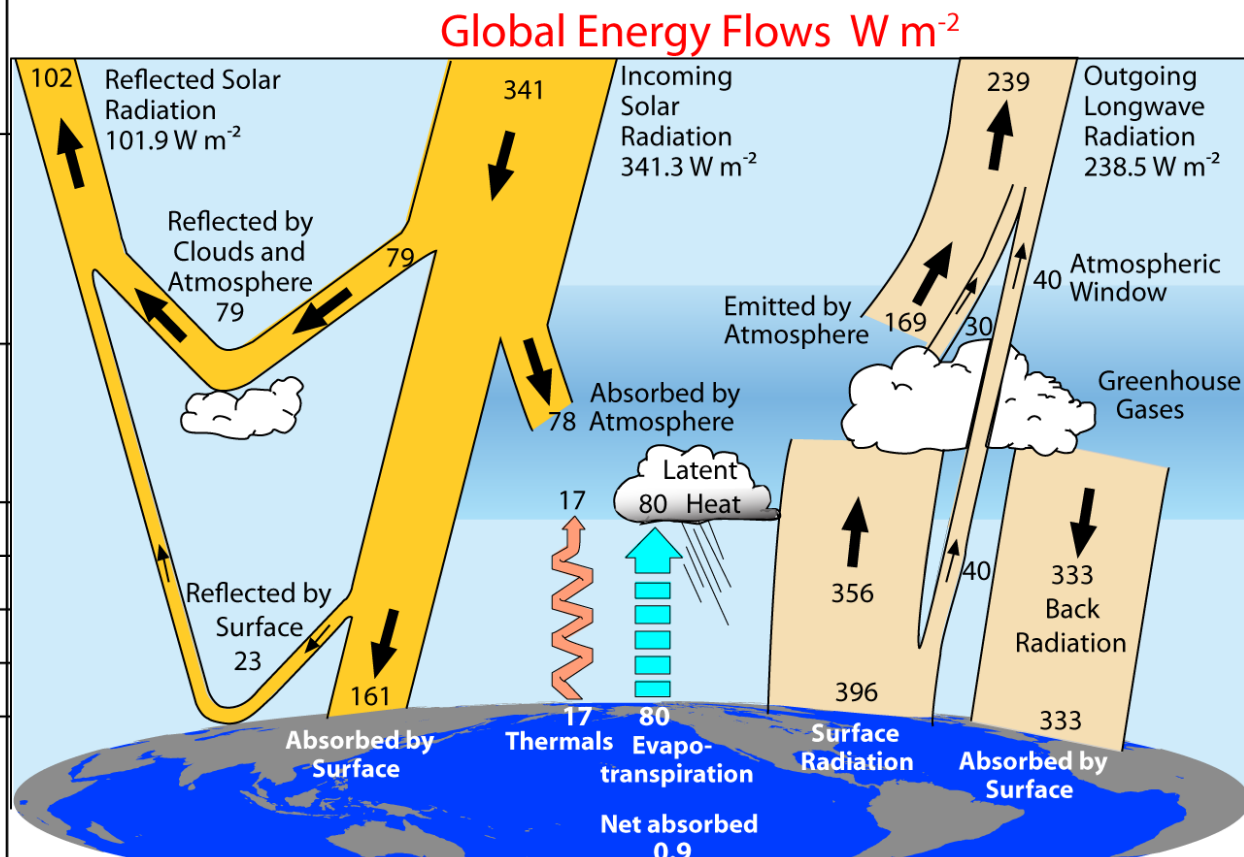 Global Energy Flows W m⁻²
102
Reflected Solar
Radiation
101.9 W m⁻²
341
Incoming
Solar
Radiation
341.3 W m⁻²
239
Outgoing
Longwave
Radiation
238.5 W m⁻²
Reflected by
Clouds and
Atmosphere
79
79
Emitted by
Atmosphere
169
30
40
Atmospheric
Window
Greenhouse
Gases
78
Absorbed by
Atmosphere
17
Latent
80 Heat
356
40
333
Back
Radiation
Reflected by
Surface
23
161
396
333
Absorbed by
Surface
17
Thermals
80
Evapo-
transpiration
Surface
Radiation
Absorbed by
Surface
Net absorbed
0.9